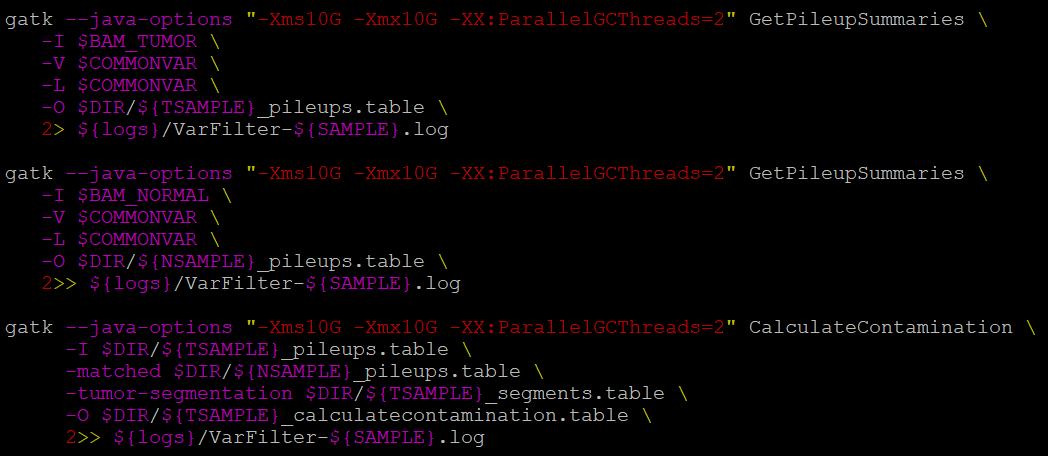 gatk --java-options "-Xms10G -Xmx10G -XX:ParallelGCThreads=2" GetPileupSummaries \
   -I $BAM_TUMOR \
   -V $COMMONVAR \
   -L $COMMONVAR \
   -O $DIR/${TSAMPLE}_pileups.table \
   2> ${logs}/VarFilter-${SAMPLE}.log

gatk --java-options "-Xms10G -Xmx10G -XX:ParallelGCThreads=2" GetPileupSummaries \
   -I $BAM_NORMAL \
   -V $COMMONVAR \
   -L $COMMONVAR \
   -O $DIR/${NSAMPLE}_pileups.table \
   2>> ${logs}/VarFilter-${SAMPLE}.log

gatk --java-options "-Xms10G -Xmx10G -XX:ParallelGCThreads=2" CalculateContamination \
     -I $DIR/${TSAMPLE}_pileups.table \
     -matched $DIR/${NSAMPLE}_pileups.table \
     -tumor-segmentation $DIR/${TSAMPLE}_segments.table \
     -O $DIR/${TSAMPLE}_calculatecontamination.table \
     2>> ${logs}/VarFilter-${SAMPLE}.log